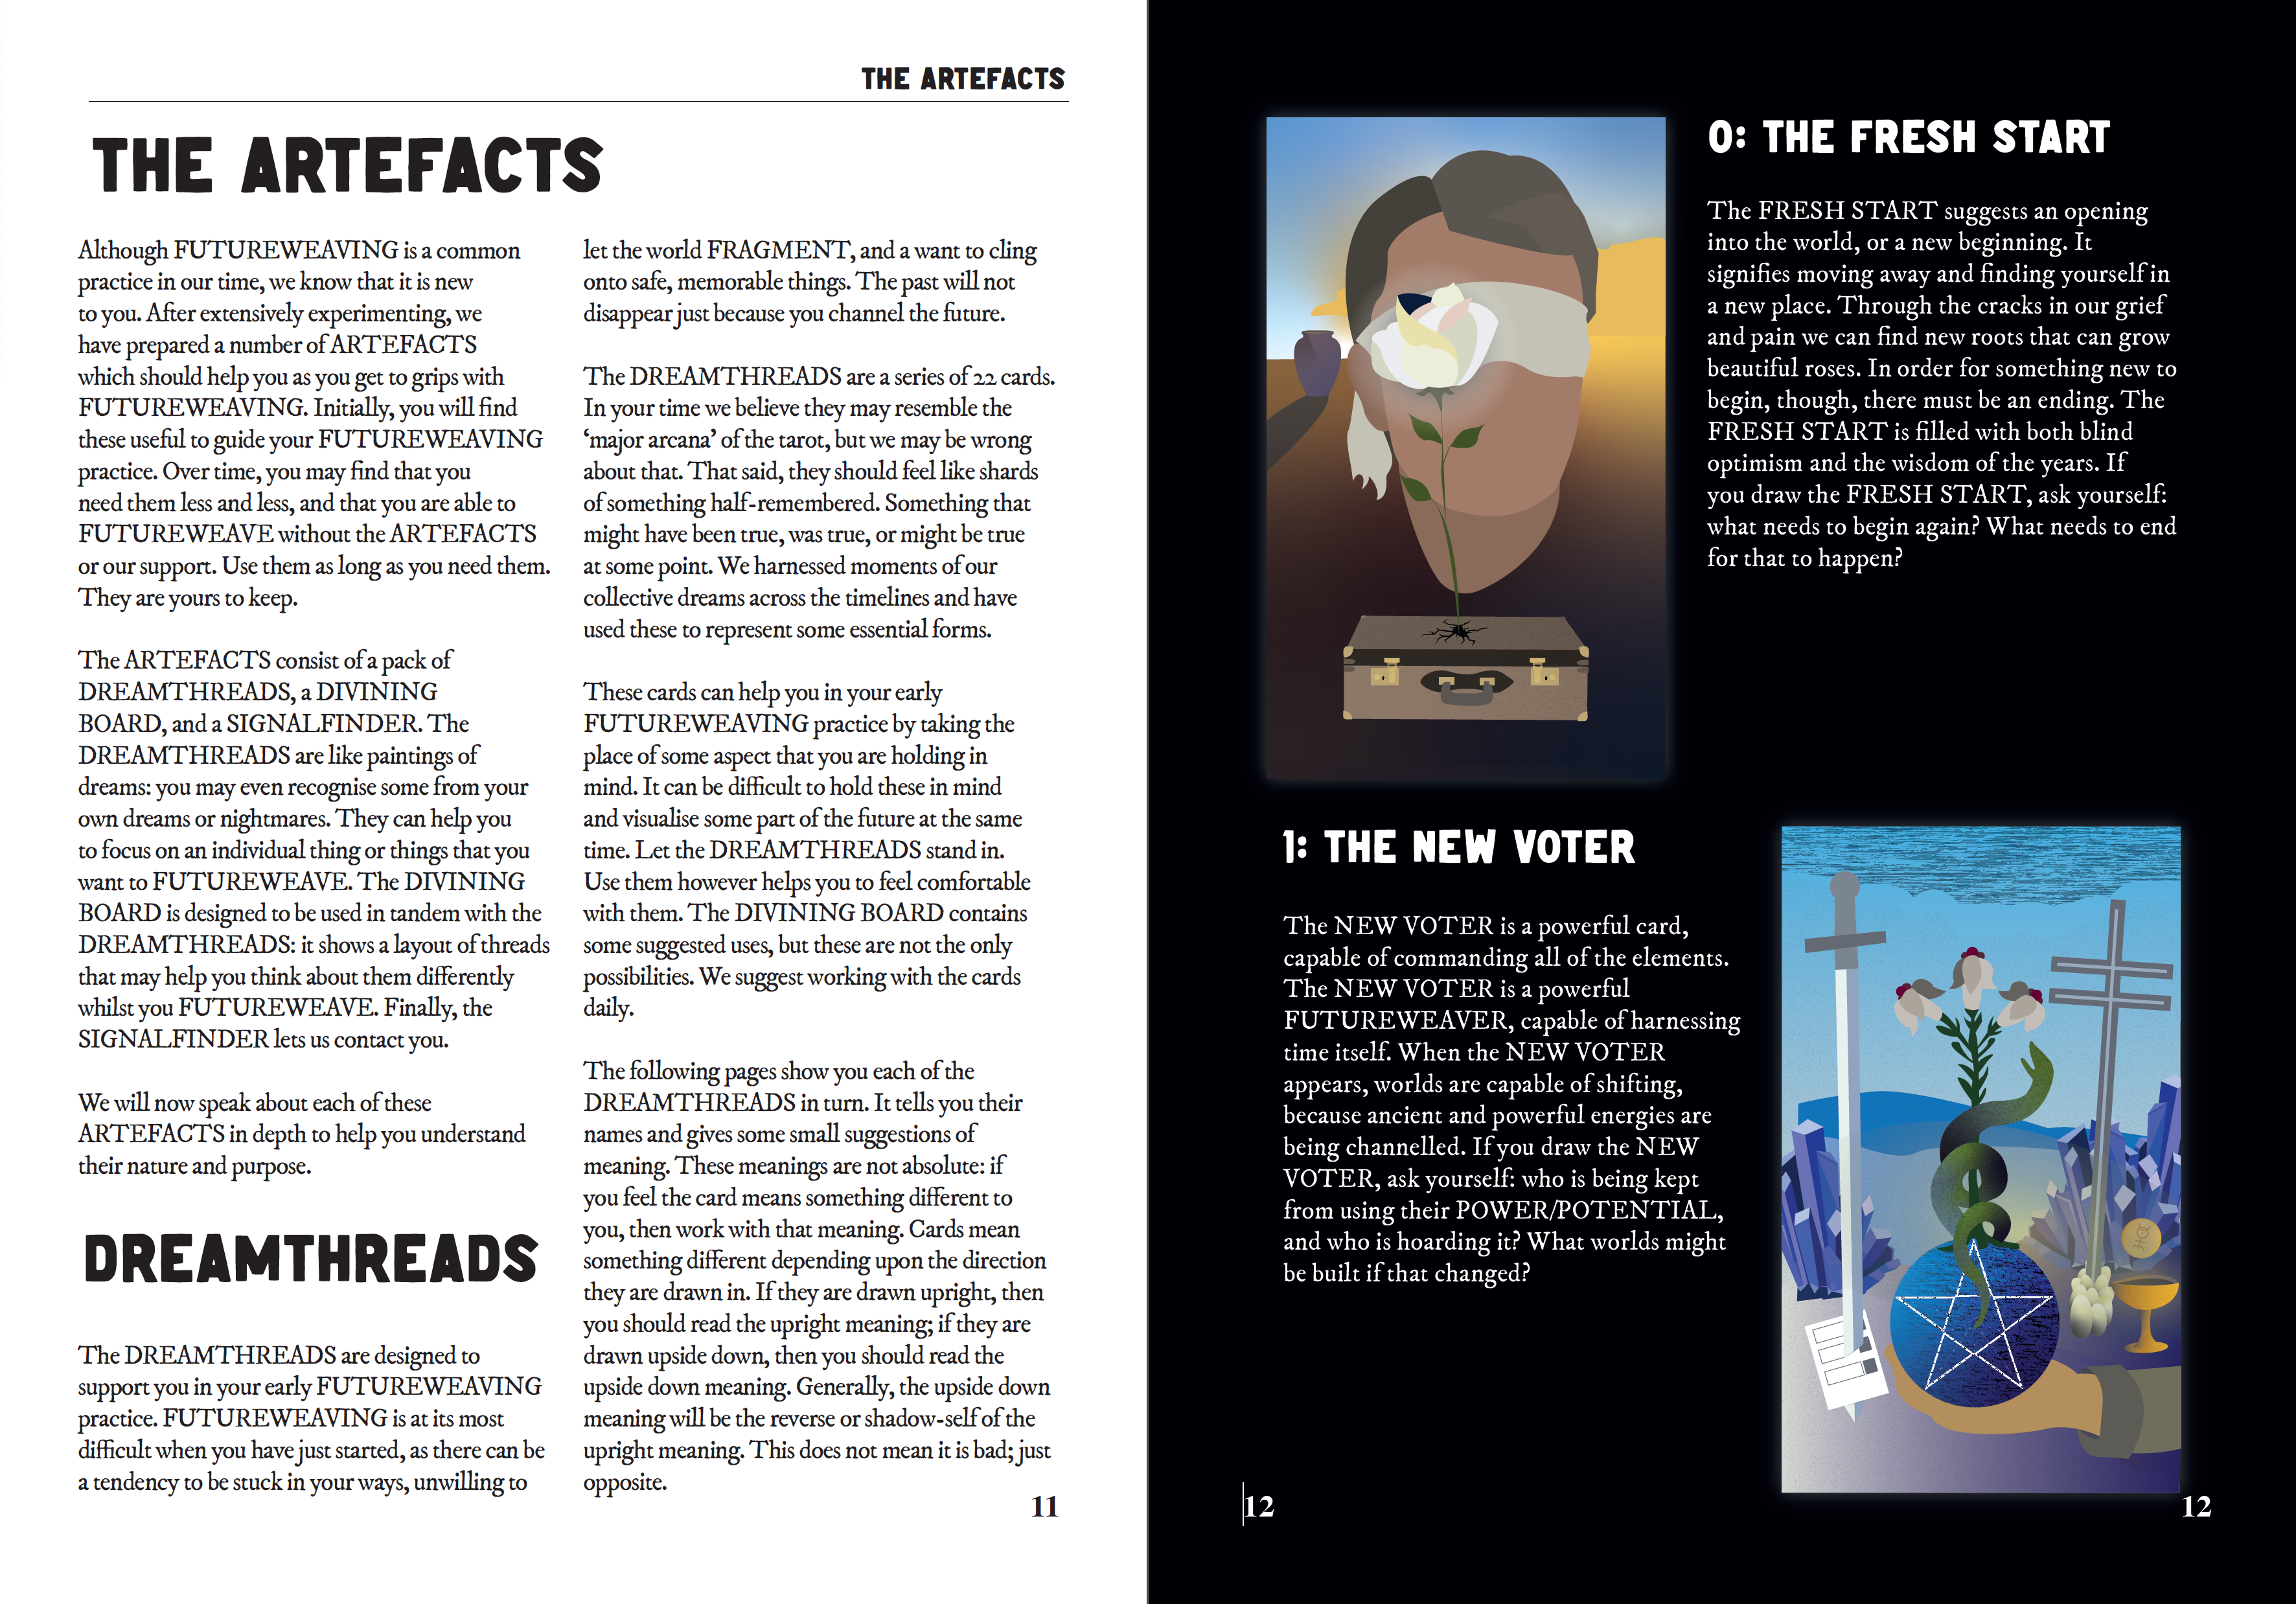 THE ARTEFACTS
THE ARTEFACTS
Although FUTUREWEAVING is a common
practice in our time, we know that it is new
to you. After extensively experimenting, we
have prepared a number of ARTEFACTS
which should help you as you get to grips with
FUTUREWEAVING. Initially, you will find
these useful to guide your FUTUREWEAVING
practice. Over time, you may find that you
need them less and less, and that you are able to
FUTUREWEAVE without the ARTEFACTS
or our support. Use them as long as you need them.
They are yours to keep.
The ARTEFACTS consist of a pack of
DREAMTHREADS, a DIVINING
BOARD, and a SIGNALFINDER. The
DREAMTHREADS are like paintings of
dreams: you may even recognise some from your
own dreams or nightmares. They can help you
to focus on an individual thing or things that you
want to FUTUREWEAVE. The DIVINING
BOARD is designed to be used in tandem with the
DREAMTHREADS: it shows a layout of threads
that may help you think about them differently
whilst you FUTUREWEAVE. Finally, the
SIGNALFINDER lets us contact you.
We will now speak about each of these
ARTEFACTS in depth to help you understand
their nature and purpose.
DREAMTHREADS
The DREAMTHREADS are designed to
support you in your early FUTUREWEAVING
practice. FUTUREWEAVING is at its most
difficult when you have just started, as there can be
a tendency to be stuck in your ways, unwilling to
let the world FRAGMENT, and a want to cling
onto safe, memorable things. The past will not
disappear just because you channel the future.
The DREAMTHREADS are a series of 22 cards.
In your time we believe they may resemble the
‘major arcana’ of the tarot, but we may be wrong
about that. That said, they should feel like shards
of something half-remembered. Something that
might have been true, was true, or might be true
at some point. We harnessed moments of our
collective dreams across the timelines and have
used these to represent some essential forms.
These cards can help you in your early
FUTUREWEAVING practice by taking the
place of some aspect that you are holding in
mind. It can be difficult to hold these in mind
and visualise some part of the future at the same
time. Let the DREAMTHREADS stand in.
Use them however helps you to feel comfortable
with them. The DIVINING BOARD contains
some suggested uses, but these are not the only
possibilities. We suggest working with the cards
daily.
The following pages show you each of the
DREAMTHREADS in turn. It tells you their
names and gives some small suggestions of
meaning. These meanings are not absolute: if
you feel the card means something different to
you, then work with that meaning. Cards mean
something different depending upon the direction
they are drawn in. If they are drawn upright, then
you should read the upright meaning; if they are
drawn upside down, then you should read the
upside down meaning. Generally, the upside down
meaning will be the reverse or shadow-self of the
upright meaning. This does not mean it is bad; just
opposite.
11
0: THE FRESH START
The FRESH START suggests an opening
into the world, or a new beginning. It
signifies moving away and finding yourself in
a new place. Through the cracks in our grief
and pain we can find new roots that can grow
beautiful roses. In order for something new to
begin, though, there must be an ending. The
FRESH START is filled with both blind
optimism and the wisdom of the years. If
you draw the FRESH START, ask yourself:
what needs to begin again? What needs to end
for that to happen?
1: THE NEW VOTER
The NEW VOTER is a powerful card,
capable of commanding all of the elements.
The NEW VOTER is a powerful
FUTUREWEAVER, capable of harnessing
time itself. When the NEW VOTER
appears, worlds are capable of shifting,
because ancient and powerful energies are
being channelled. If you draw the NEW
VOTER, ask yourself: who is being kept
from using their POWER/POTENTIAL,
and who is hoarding it? What worlds might
be built if that changed?
12
12